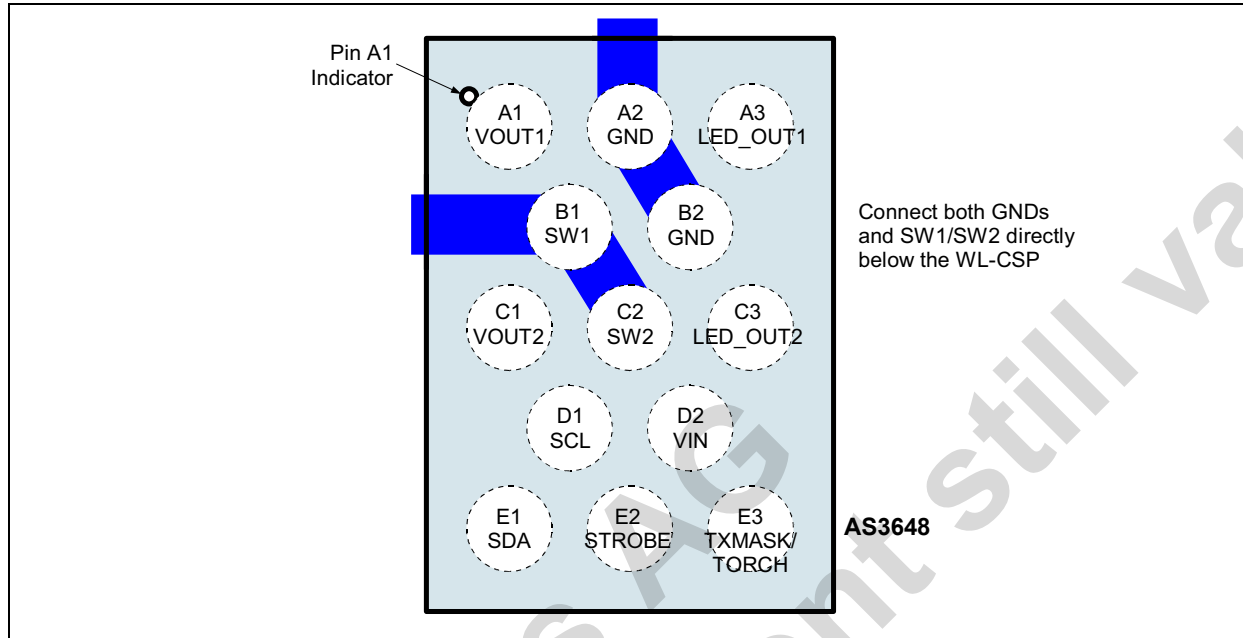 Pin A1
Indicator
A1
VOUT1
A2
GND
A3
LED_OUT1
B1
SW1
B2
GND
Connect both GNDs
and SW1/SW2 directly
below the WL-CSP
C1
VOUT2
C2
SW2
C3
LED_OUT2
D1
SCL
D2
VIN
E1
SDA
E2
STROBE
E3
TXMASK/
TORCH
AS3648
AG
still